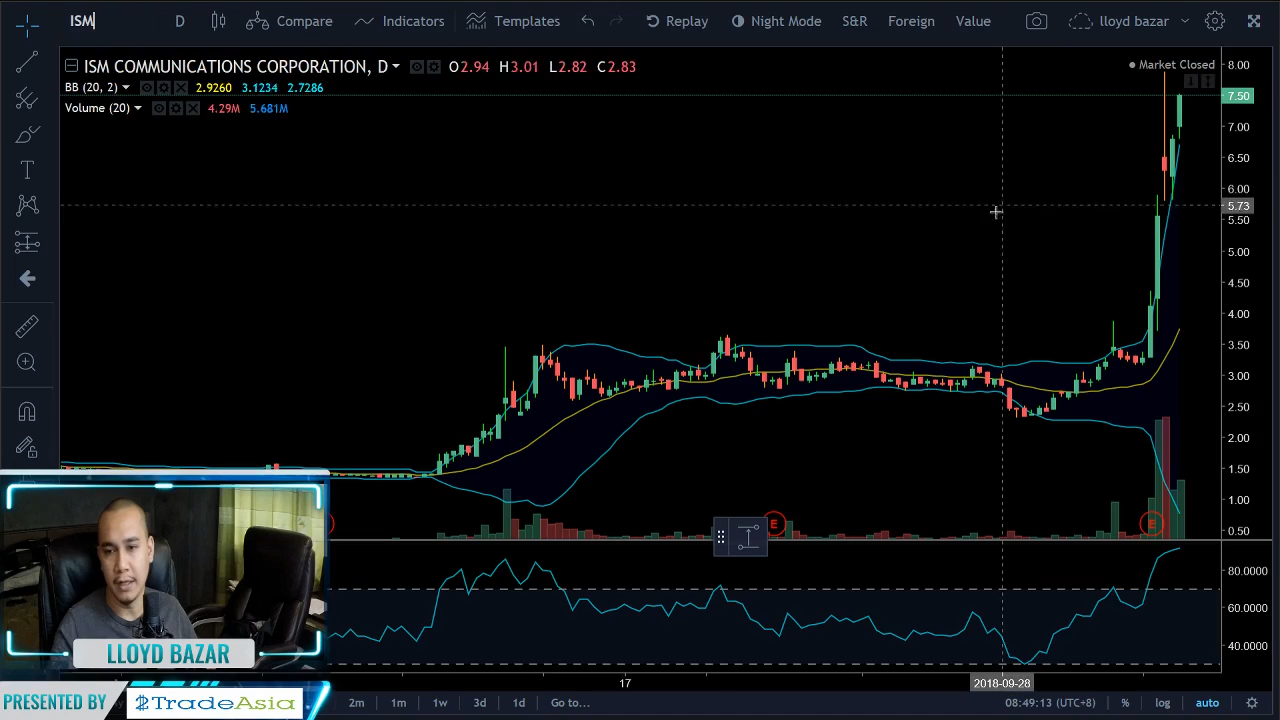 ISM D Compare Indicators Templates Replay Night Mode S&R Foreign Value lloyd bazar
ISM COMMUNICATIONS CORPORATION, D O2.94 H3.01 L2.82 C2.83
Market Closed
BB (20, 2) 2.9260 3.1234 2.7286
Volume (20) 4.29M 5.681M
8.00
7.50
7.00
6.50
6.00
5.73
5.50
5.00
4.50
4.00
3.50
3.00
2.50
2.00
1.50
1.00
0.50
E E
80.0000
60.0000
40.0000
LLOYD BAZAR
17 2018-09-28
PRESENTED BY $TradeAsia
2m 1m 1w 3d 1d Go to... 08:49:13 (UTC+8) % log auto